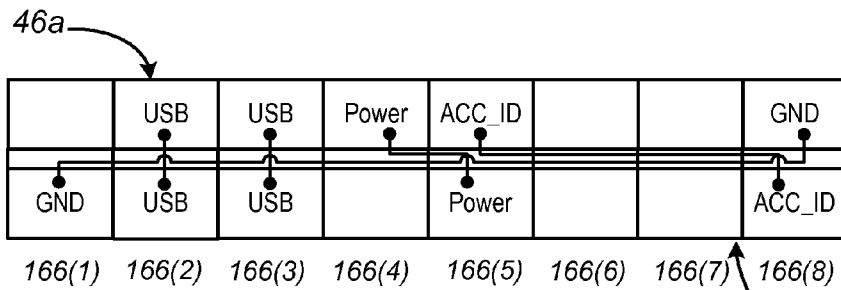 46a
USB USB Power ACC_ID GND
GND USB USB Power ACC_ID
166(1) 166(2) 166(3) 166(4) 166(5) 166(6) 166(7) 166(8)